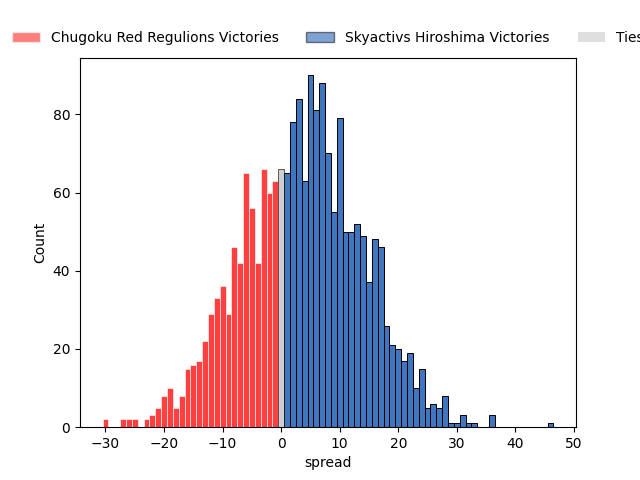 Chugoku Red Regulions Victories Skyactivs Hiroshima Victories Ties
80
60
40
20
0
Count
−30 −20 −10 0 10 20 30 40 50
spread